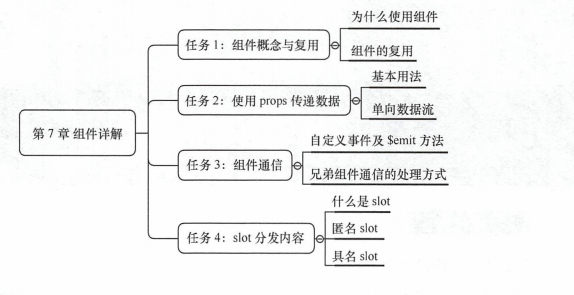 为什么使用组件
任务1：组件概念与复用
组件的复用
基本用法
任务2：使用 props 传递数据
单向数据流
第7章 组件详解
自定义事件及 $emit 方法
任务3：组件通信
兄弟组件通信的处理方式
什么是 slot
任务4：slot 分发内容
匿名 slot
具名 slot